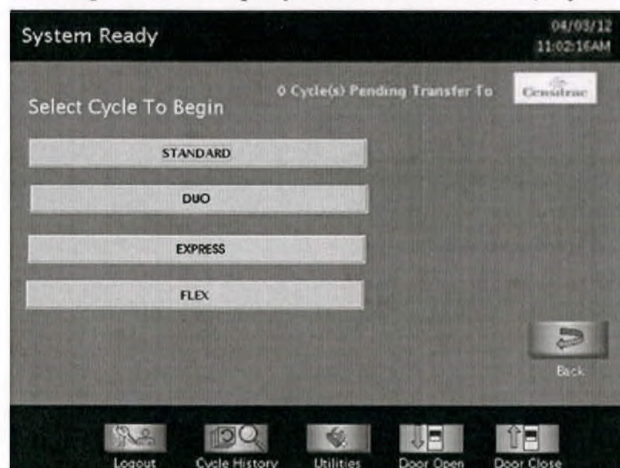 System Ready
04/03/12
11:02:16AM
0 Cycle(s) Pending Transfer To
Censitrac
Select Cycle To Begin
STANDARD
DUO
EXPRESS
FLEX
Back
Logout
Cycle History
Utilities
Door Open
Door Close